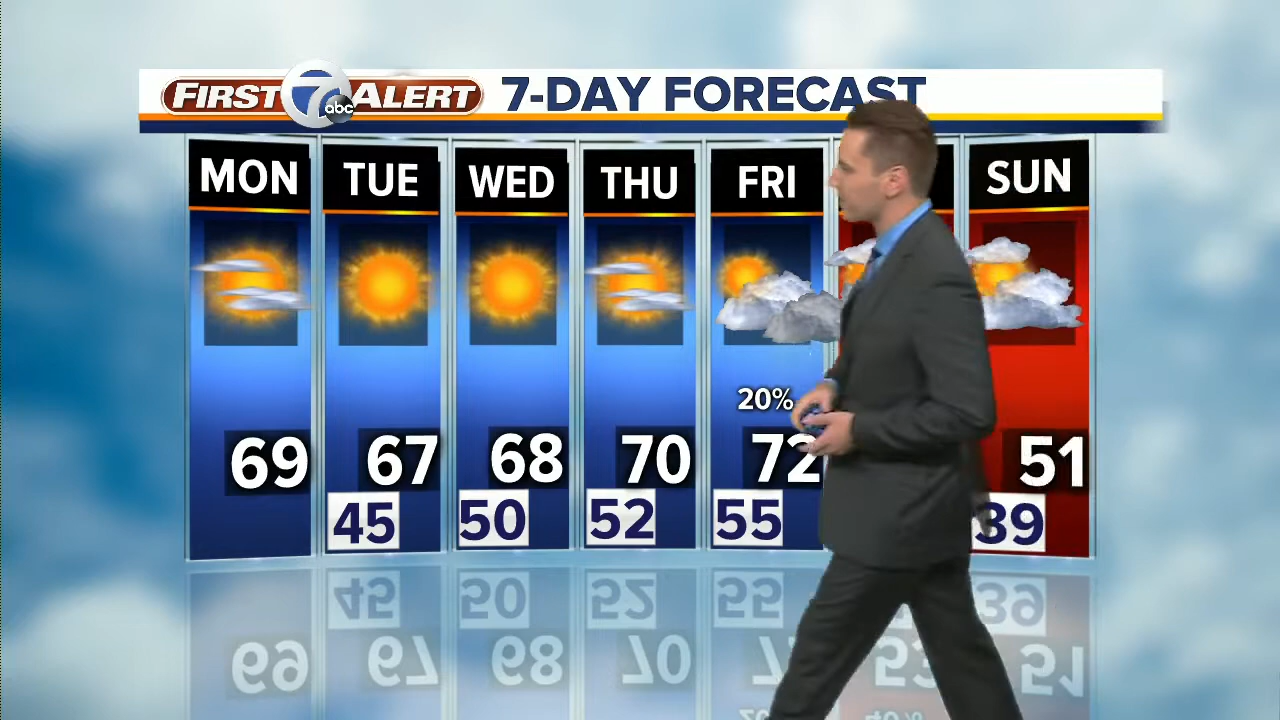 FIRST 7 abc ALERT 7-DAY FORECAST
MON TUE WED THU FRI SUN
20%
69 67 68 70 72 51
45 50 52 55 39